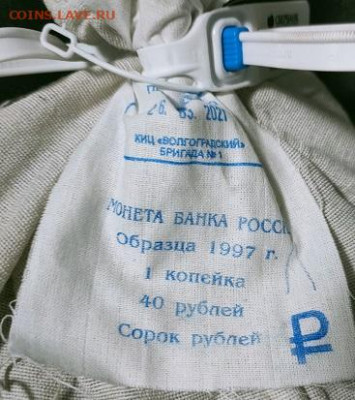 COINS.LAVE.RU
26. 05. 2021
КИЦ «ВОЛГОГРАДСКИЙ»
БРИГАДА № 1
МОНЕТА БАНКА РОССИ
Образца 1997 г.
1 копейка
40 рублей
Сорок рублей
₽